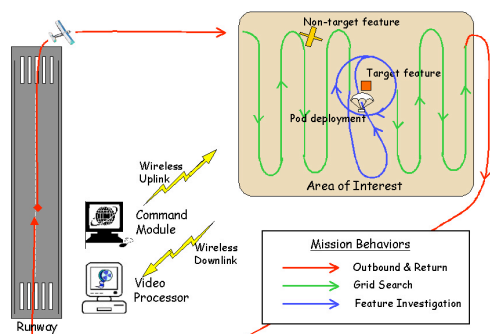 Non-target feature
Target feature
Pod deployment
Area of Interest
Wireless
Uplink
Command
Module
Wireless
Downlink
Video
Processor
Runway
Mission Behaviors
Outbound & Return
Grid Search
Feature Investigation